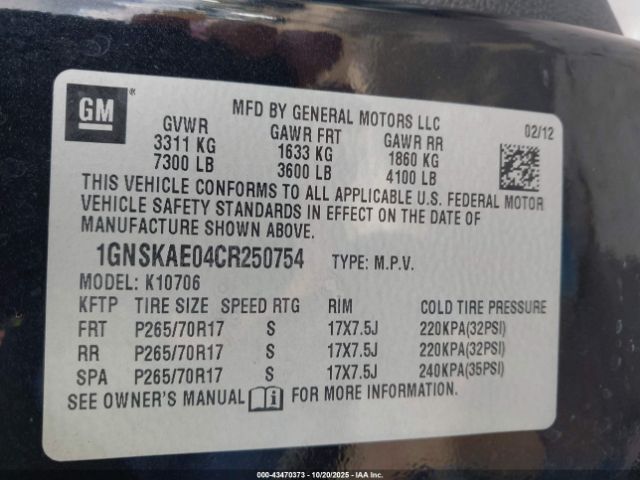 GM
MFD BY GENERAL MOTORS LLC
02/12
GVWR GAWR FRT GAWR RR
3311 KG 1633 KG 1860 KG
7300 LB 3600 LB 4100 LB
THIS VEHICLE CONFORMS TO ALL APPLICABLE U.S. FEDERAL MOTOR
VEHICLE SAFETY STANDARDS IN EFFECT ON THE DATE OF
MANUFACTURE SHOWN ABOVE.
1GNSKAE04CR250754 TYPE: M.P.V.
MODEL: K10706
KFTP TIRE SIZE SPEED RTG RIM COLD TIRE PRESSURE
FRT P265/70R17 S 17X7.5J 220KPA(32PSI)
RR P265/70R17 S 17X7.5J 220KPA(32PSI)
SPA P265/70R17 S 17X7.5J 240KPA(35PSI)
SEE OWNER'S MANUAL FOR MORE INFORMATION.
000-43470373 - 10/20/2025 - IAA, Inc.